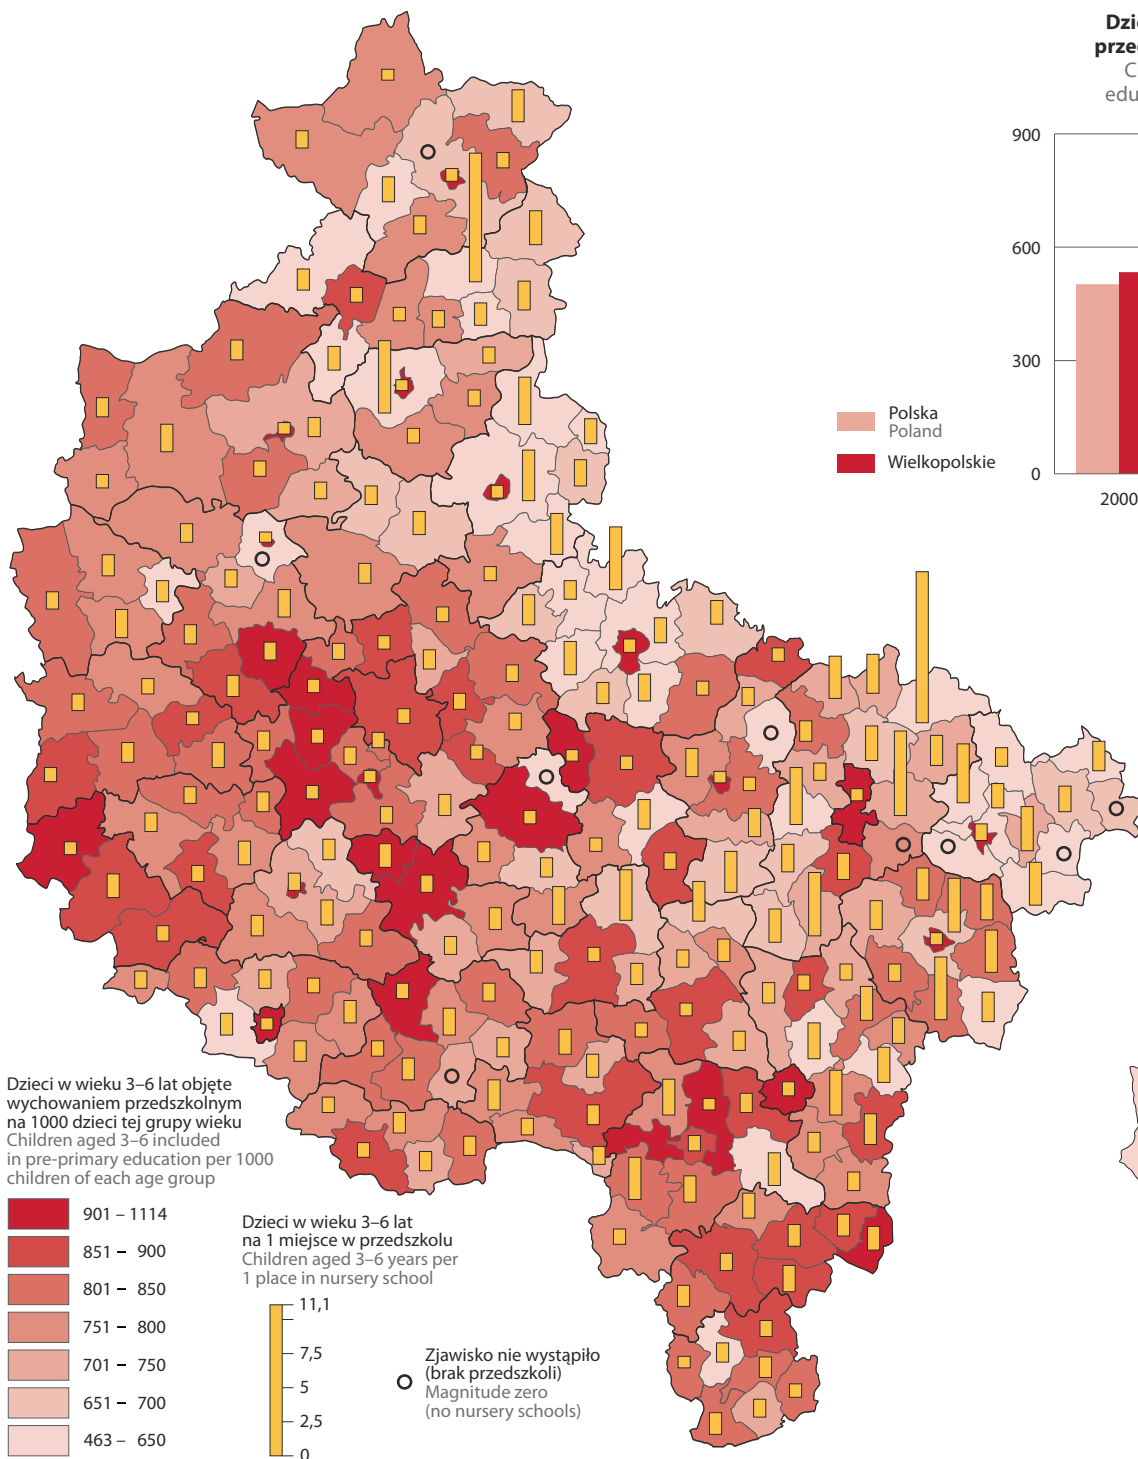 Dzie
przed
C
edu
900
600
300
0
2000
Polska
Poland
Wielkopolskie
Dzieci w wieku 3–6 lat objęte
wychowaniem przedszkolnym
na 1000 dzieci tej grupy wieku
Children aged 3–6 included
in pre-primary education per 1000
children of each age group
901 – 1114
851 – 900
801 – 850
751 – 800
701 – 750
651 – 700
463 – 650
Dzieci w wieku 3–6 lat
na 1 miejsce w przedszkolu
Children aged 3–6 years per
1 place in nursery school
11,1
7,5
5
2,5
0
Zjawisko nie wystąpiło
(brak przedszkoli)
Magnitude zero
(no nursery schools)